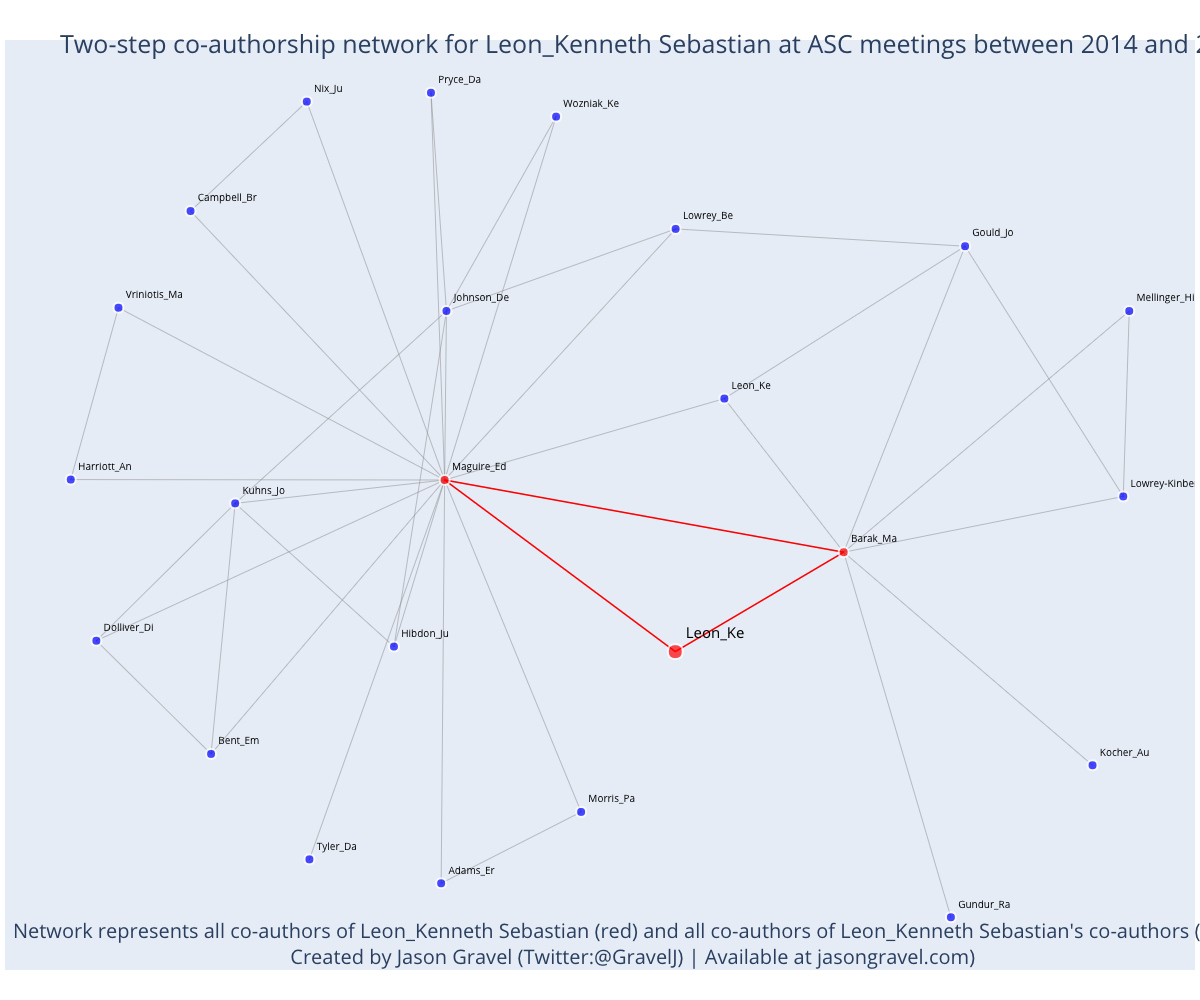 Two-step co-authorship network for Leon_Kenneth Sebastian at ASC meetings between 2014 and
Pryce_Da
Nix_Ju
Wozniak_Ke
Campbell_Br
Lowrey_Be
Gould_Jo
Vriniotis_Ma
Johnson_De
Mellinger_Hi
Leon_Ke
Harriott_An
Maguire_Ed
Kuhns_Jo
Lowrey-Kinbe
Barak_Ma
Dolliver_Di
Hibdon_Ju
Leon_Ke
Bent_Em
Kocher_Au
Morris_Pa
Tyler_Da
Adams_Er
Gundur_Ra
Network represents all co-authors of Leon_Kenneth Sebastian (red) and all co-authors of Leon_Kenneth Sebastian's co-authors (
Created by Jason Gravel (Twitter:@GravelJ) | Available at jasongravel.com)